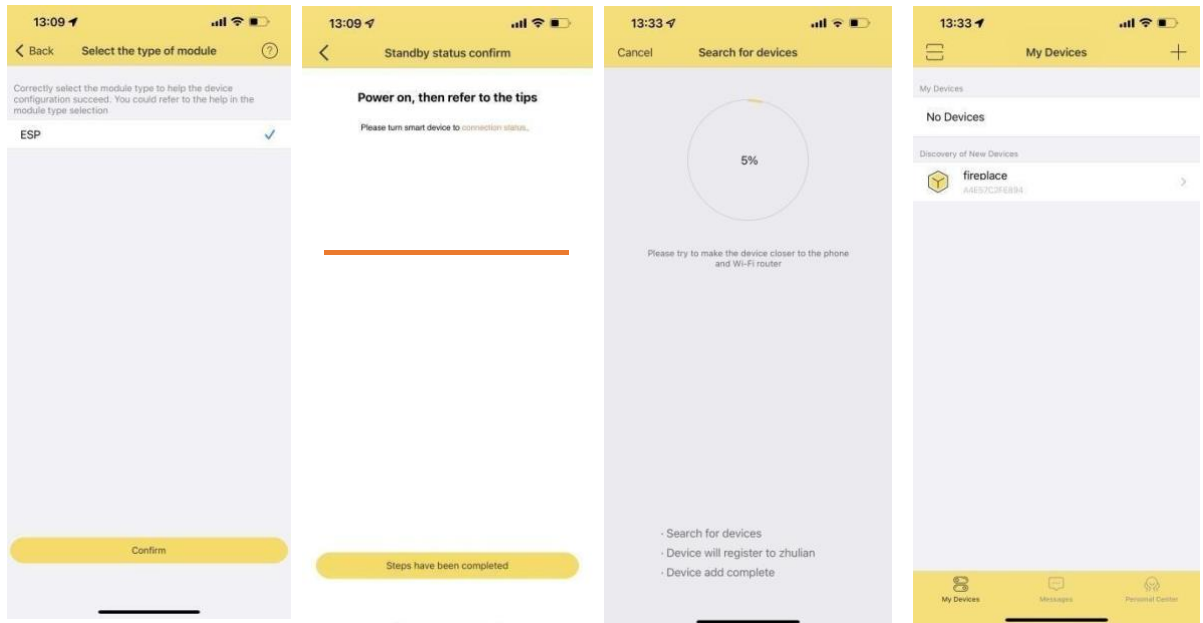 13:09
Back
Select the type of module
?
Correctly select the module type to help the device
configuration succeed. You could refer to the help in the
module type selection
ESP
Confirm
13:09
Standby status confirm
Power on, then refer to the tips
Please turn smart device to connection status。
Steps have been completed
13:33
Cancel
Search for devices
5%
Please try to make the device closer to the phone
and Wi-Fi router
· Search for devices
· Device will register to zhulian
· Device add complete
13:33
My Devices
My Devices
No Devices
Discovery of New Devices
fireplace
My Devices
Messages
Personal Center